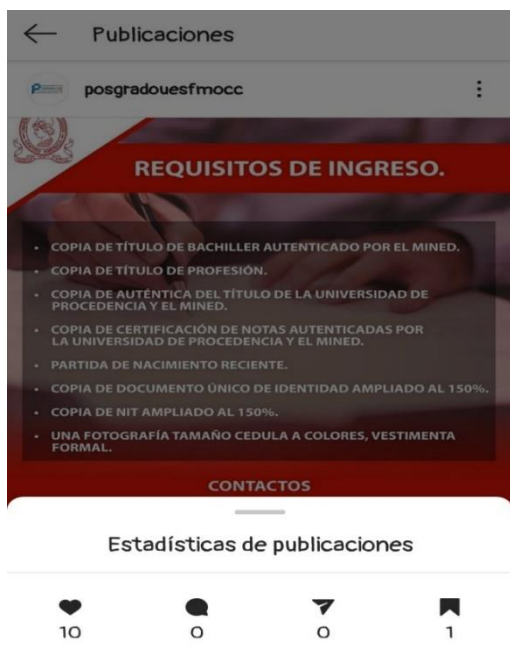 Publicaciones
posgradouesfmocc
REQUISITOS DE INGRESO.
• COPIA DE TÍTULO DE BACHILLER AUTENTICADO POR EL MINED.
• COPIA DE TÍTULO DE PROFESIÓN.
• COPIA DE AUTÉNTICA DEL TÍTULO DE LA UNIVERSIDAD DE
PROCEDENCIA Y EL MINED.
• COPIA DE CERTIFICACIÓN DE NOTAS AUTENTICADAS POR
LA UNIVERSIDAD DE PROCEDENCIA Y EL MINED.
• PARTIDA DE NACIMIENTO RECIENTE.
• COPIA DE DOCUMENTO ÚNICO DE IDENTIDAD AMPLIADO AL 150%.
• COPIA DE NIT AMPLIADO AL 150%.
• UNA FOTOGRAFÍA TAMAÑO CEDULA A COLORES, VESTIMENTA
FORMAL.
CONTACTOS
Estadísticas de publicaciones
10 0 0 1